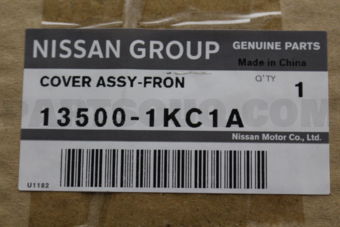 NISSAN GROUP GENUINE PARTS
Made in China
COVER ASSY-FRON Q'TY 1
13500-1KC1A
Nissan Motor Co., Ltd.
U1182